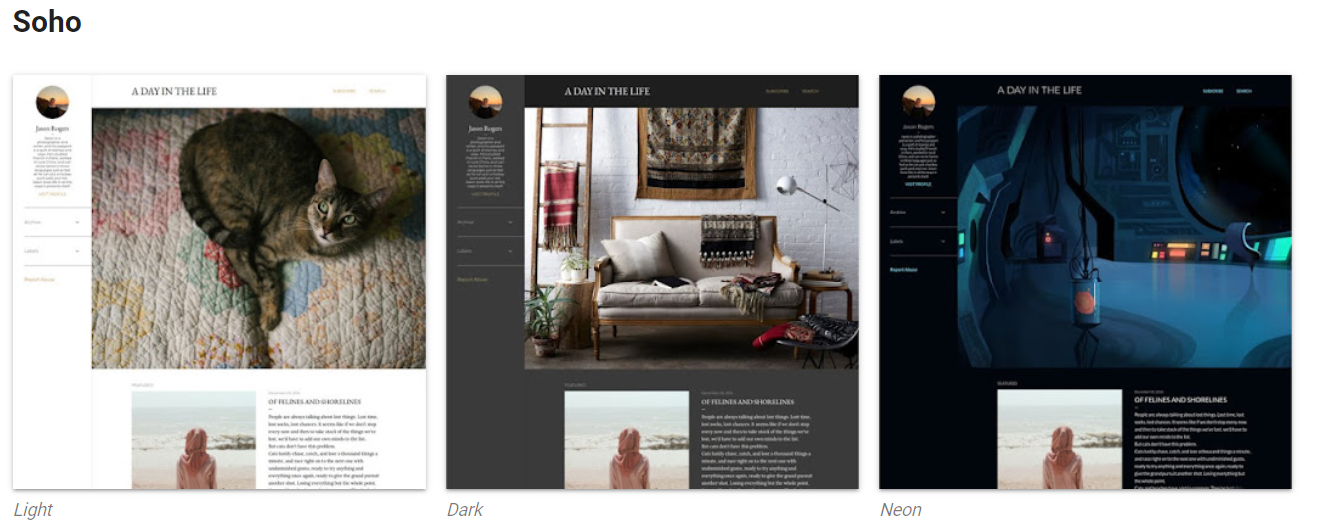 Soho
A DAY IN THE LIFE
SUBSCRIBE SEARCH
Jason Rogers
VISIT PROFILE
Archive
Labels
Report Abuse
FEATURED
OF FELINES AND SHORELINES
People are always talking about lost things. Lost time,
lost socks, lost chances. It seems like if we don't stop
every now and then to take stock of the things we've
lost, we'll have to add our own minds to the list.
But cats don't have this problem.
Cats lustily chase, catch, and lose a thousand things a
minute, and race right on to the next one with
undiminished gusto, ready to try anything and
everything once again, ready to give the grand pursuit
another shot. Losing everything but the whole point.
Light
A DAY IN THE LIFE
SUBSCRIBE SEARCH
Jason Rogers
VISIT PROFILE
Archive
Labels
Report Abuse
FEATURED
OF FELINES AND SHORELINES
People are always talking about lost things. Lost time,
lost socks, lost chances. It seems like if we don't stop
every now and then to take stock of the things we've
lost, we'll have to add our own minds to the list.
But cats don't have this problem.
Cats lustily chase, catch, and lose a thousand things a
minute, and race right on to the next one with
undiminished gusto, ready to try anything and
everything once again, ready to give the grand pursuit
another shot. Losing everything but the whole point.
Dark
A DAY IN THE LIFE
SUBSCRIBE SEARCH
Jason Rogers
VISIT PROFILE
Archive
Labels
Report Abuse
FEATURED
OF FELINES AND SHORELINES
People are always talking about lost things. Lost time, lost
socks, lost chances. It seems like if we don't stop every now
and then to take stock of the things we've lost, we'll have to
add our own minds to the list.
But cats don't have this problem.
Cats lustily chase, catch, and lose a thousand things a minute,
and race right on to the next one with undiminished gusto,
ready to try anything and everything once again, ready to
give the grand pursuit another shot. Losing everything but
the whole point.
Neon